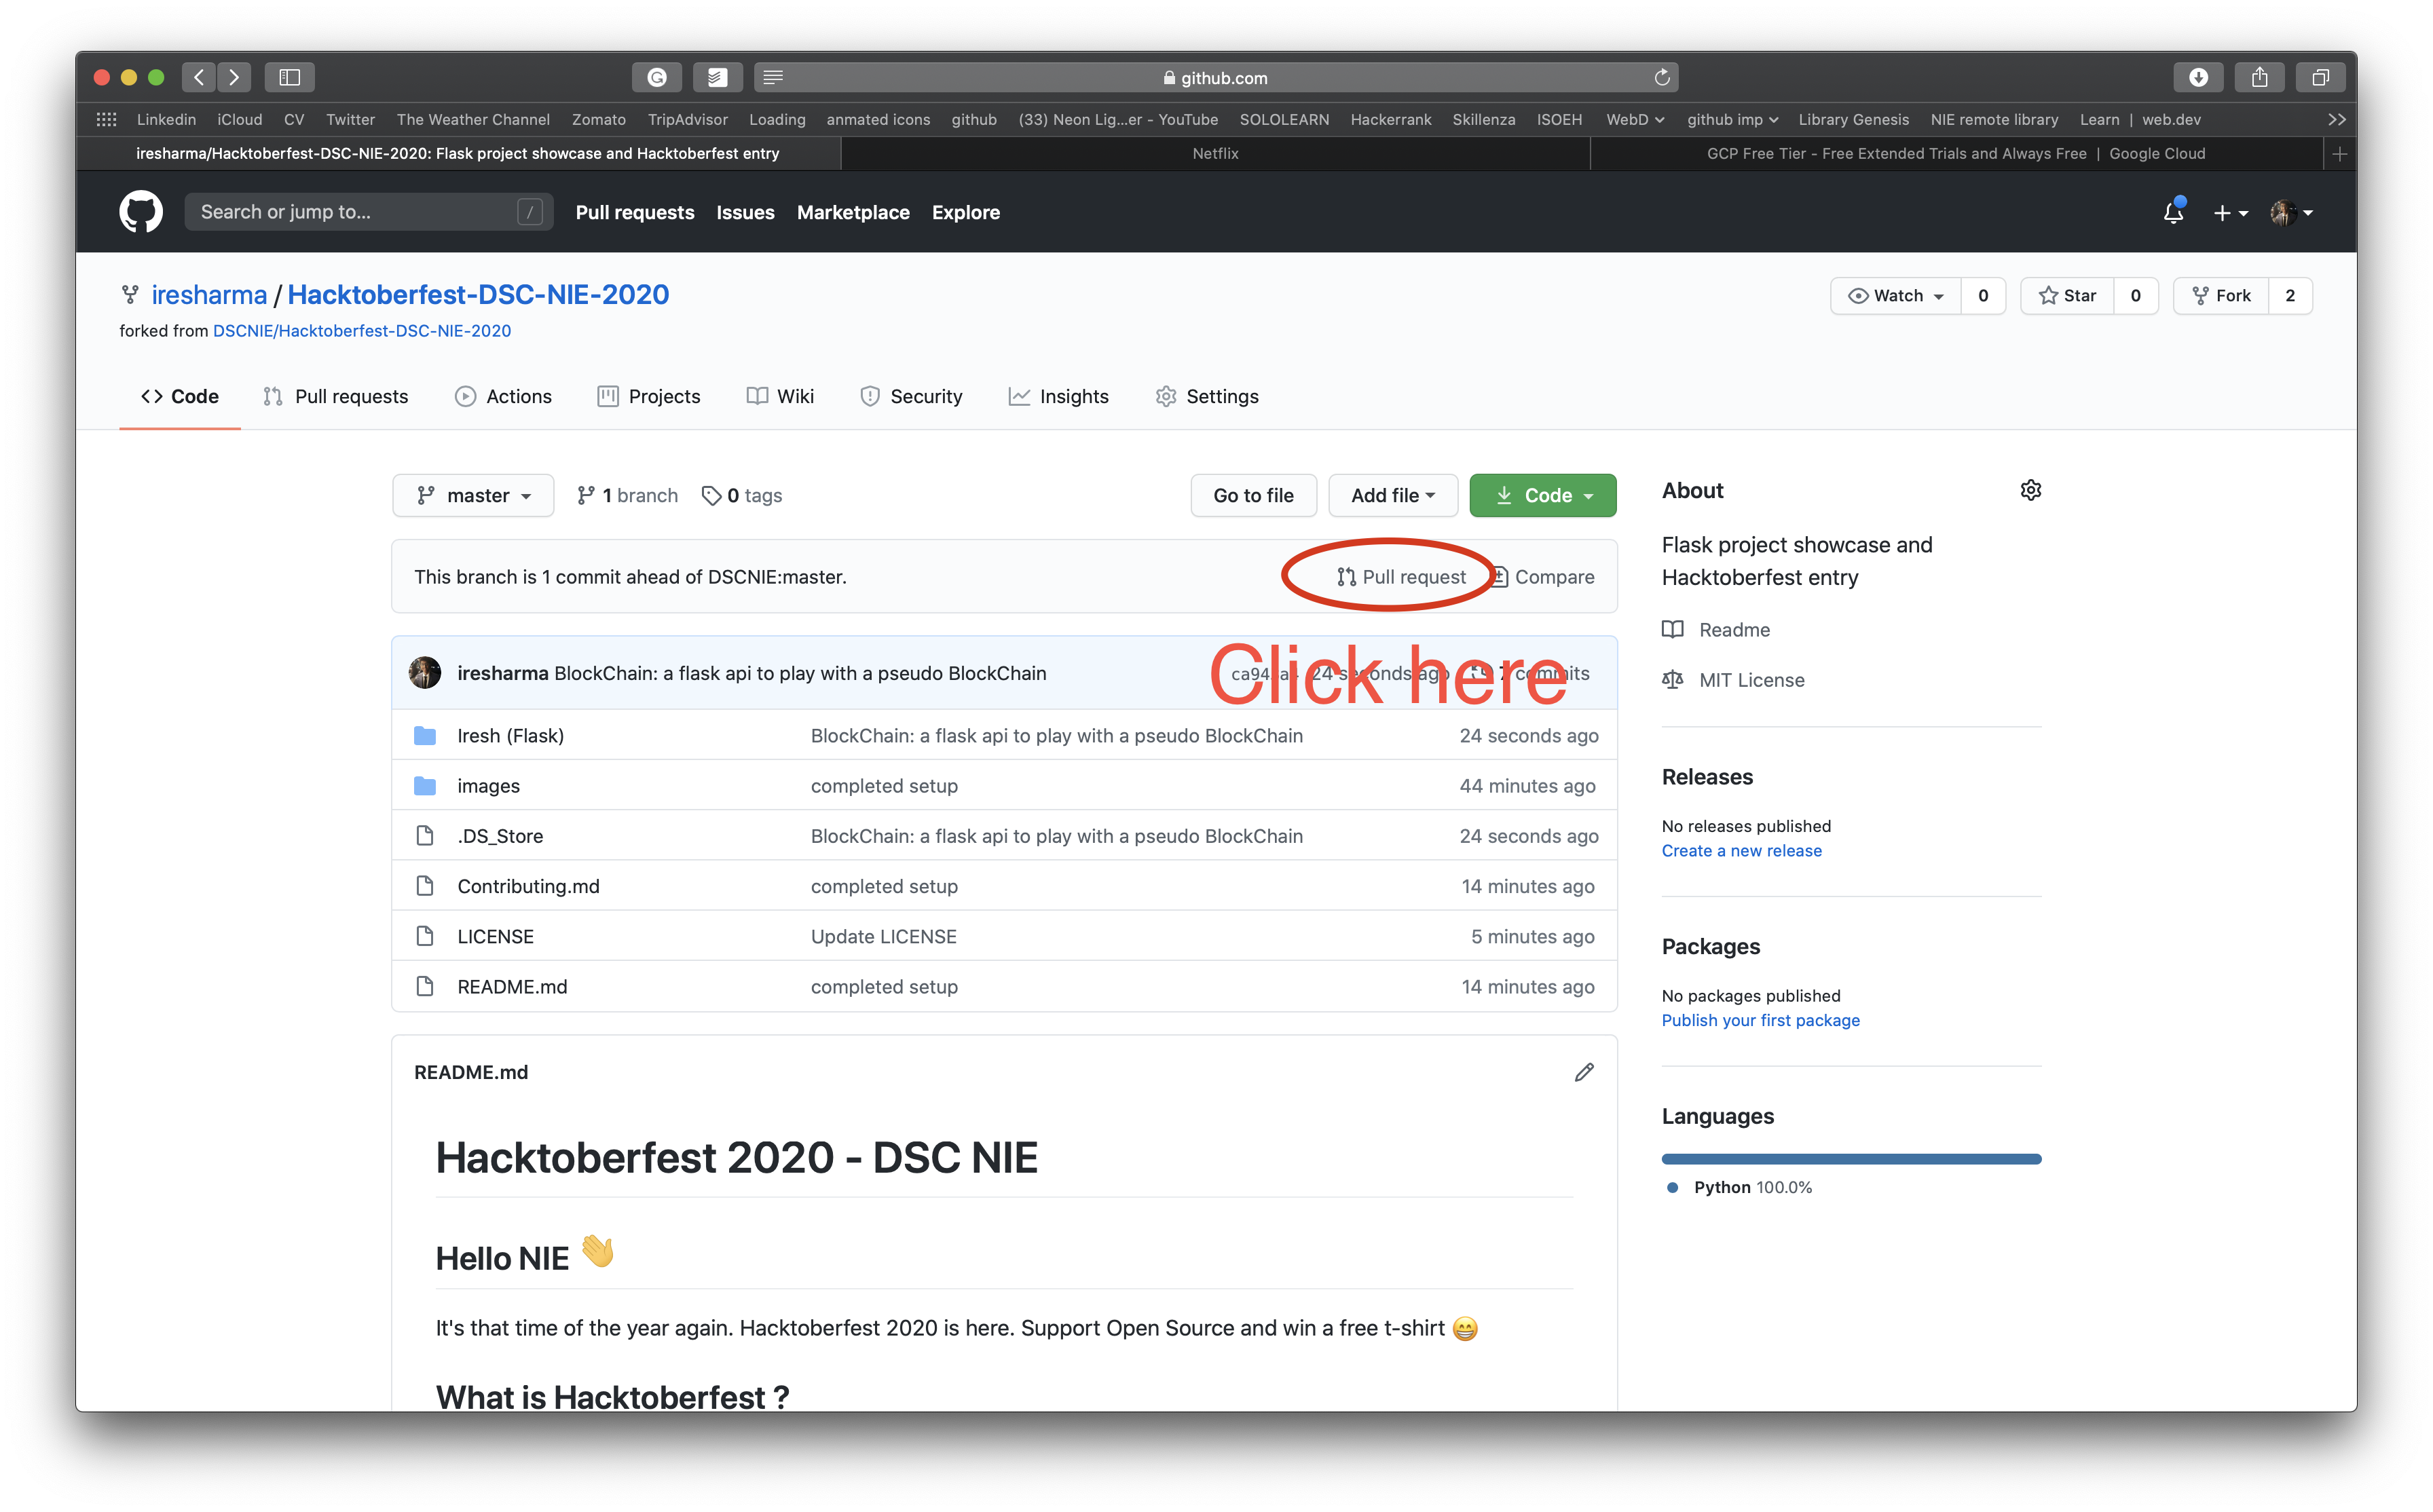 github.com
Linkedin iCloud CV Twitter The Weather Channel Zomato TripAdvisor Loading anmated icons github (33) Neon Lig...er - YouTube SOLOLEARN Hackerrank Skillenza ISOEH WebD github imp Library Genesis NIE remote library Learn | web.dev
iresharma/Hacktoberfest-DSC-NIE-2020: Flask project showcase and Hacktoberfest entry Netflix GCP Free Tier - Free Extended Trials and Always Free | Google Cloud
Search or jump to... / Pull requests Issues Marketplace Explore
iresharma / Hacktoberfest-DSC-NIE-2020 Watch 0 Star 0 Fork 2
forked from DSCNIE/Hacktoberfest-DSC-NIE-2020
Code Pull requests Actions Projects Wiki Security Insights Settings
master 1 branch 0 tags Go to file Add file Code
This branch is 1 commit ahead of DSCNIE:master. Pull request Compare
Click here
iresharma BlockChain: a flask api to play with a pseudo BlockChain 24 seconds ago 7 commits
Iresh (Flask) BlockChain: a flask api to play with a pseudo BlockChain 24 seconds ago
images completed setup 44 minutes ago
.DS_Store BlockChain: a flask api to play with a pseudo BlockChain 24 seconds ago
Contributing.md completed setup 14 minutes ago
LICENSE Update LICENSE 5 minutes ago
README.md completed setup 14 minutes ago
README.md
Hacktoberfest 2020 - DSC NIE
Hello NIE 👋
It's that time of the year again. Hacktoberfest 2020 is here. Support Open Source and win a free t-shirt 😁
What is Hacktoberfest ?
About
Flask project showcase and
Hacktoberfest entry
Readme
MIT License
Releases
No releases published
Create a new release
Packages
No packages published
Publish your first package
Languages
Python 100.0%